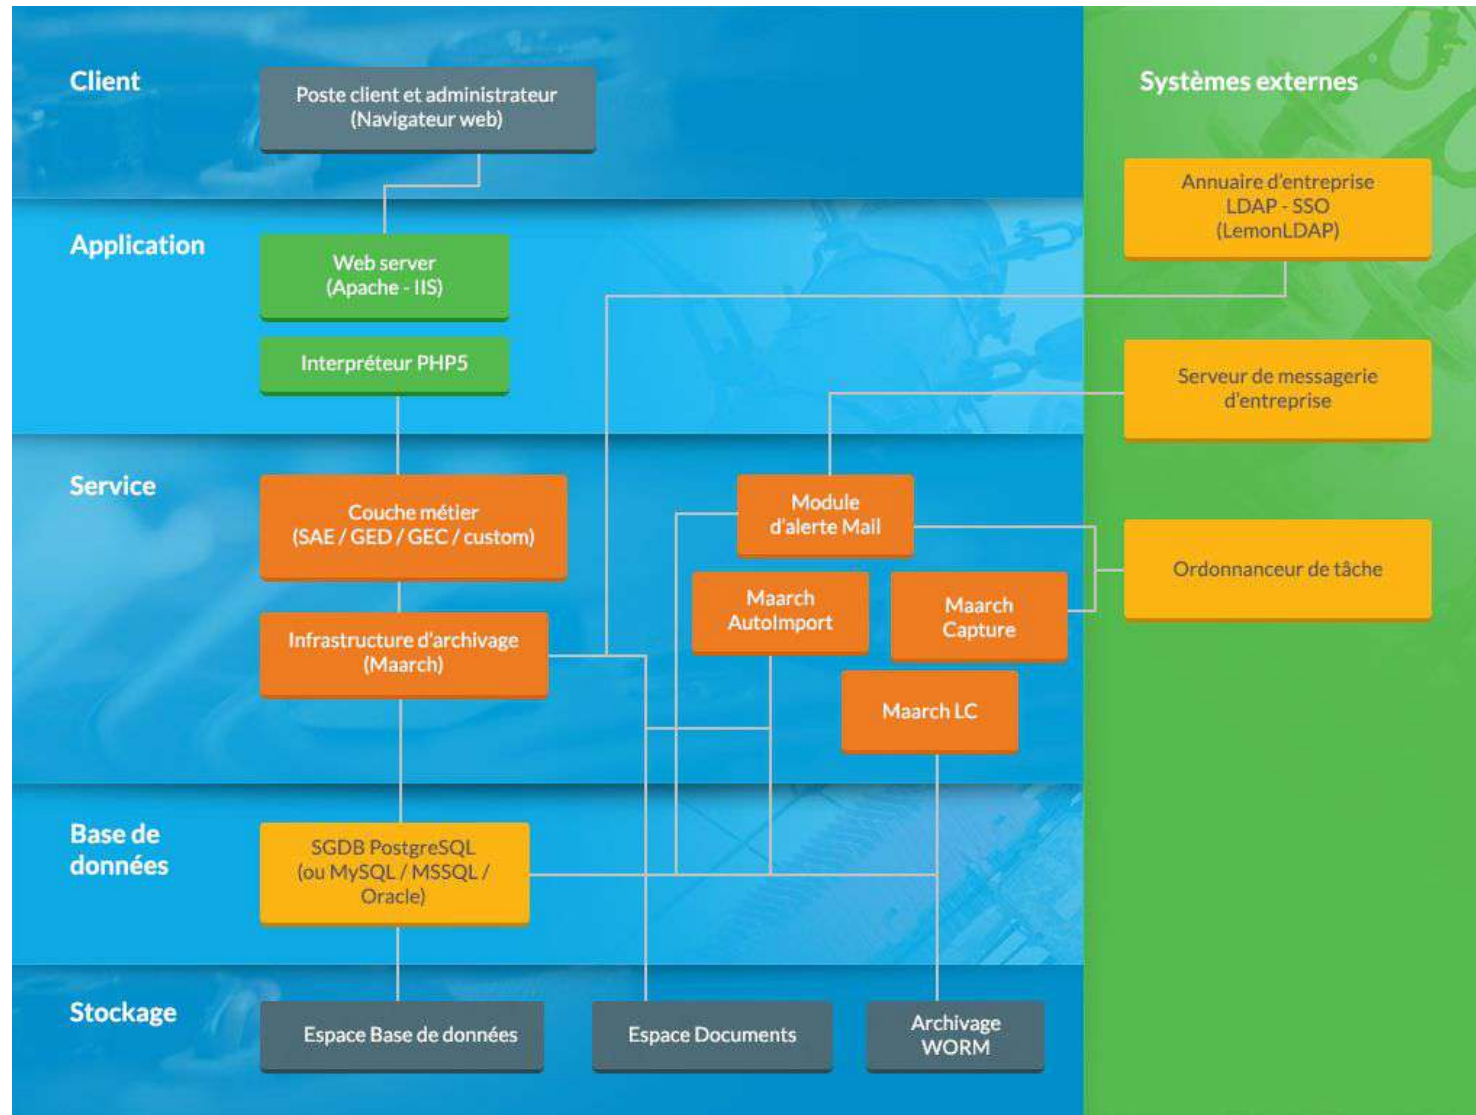 Client
Poste client et administrateur
(Navigateur web)
Systèmes externes
Annuaire d'entreprise
LDAP - SSO
(LemonLDAP)
Application
Web server
(Apache - IIS)
Interpréteur PHP5
Serveur de messagerie
d'entreprise
Service
Couche métier
(SAE / GED / GEC / custom)
Module
d'alerte Mail
Ordonnanceur de tâche
Maarch
AutoImport
Maarch
Capture
Infrastructure d'archivage
(Maarch)
Maarch LC
Base de
données
SGDB PostgreSQL
(ou MySQL / MSSQL /
Oracle)
Stockage
Espace Base de données
Espace Documents
Archivage
WORM